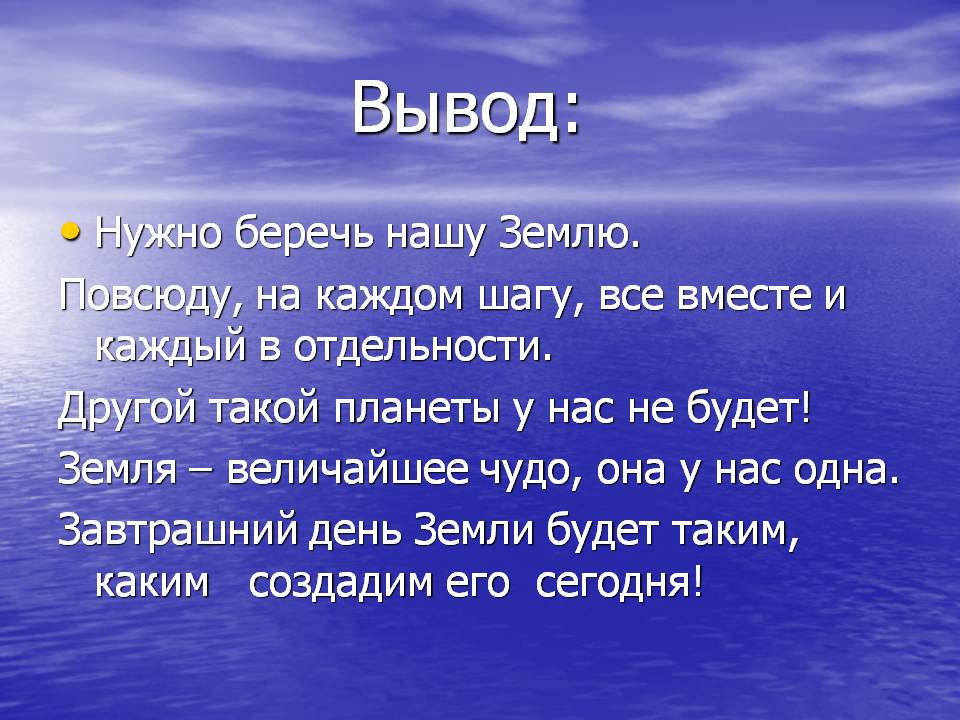 Вывод:
• Нужно беречь нашу Землю.
Повсюду, на каждом шагу, все вместе и
каждый в отдельности.
Другой такой планеты у нас не будет!
Земля – величайшее чудо, она у нас одна.
Завтрашний день Земли будет таким,
каким создадим его сегодня!